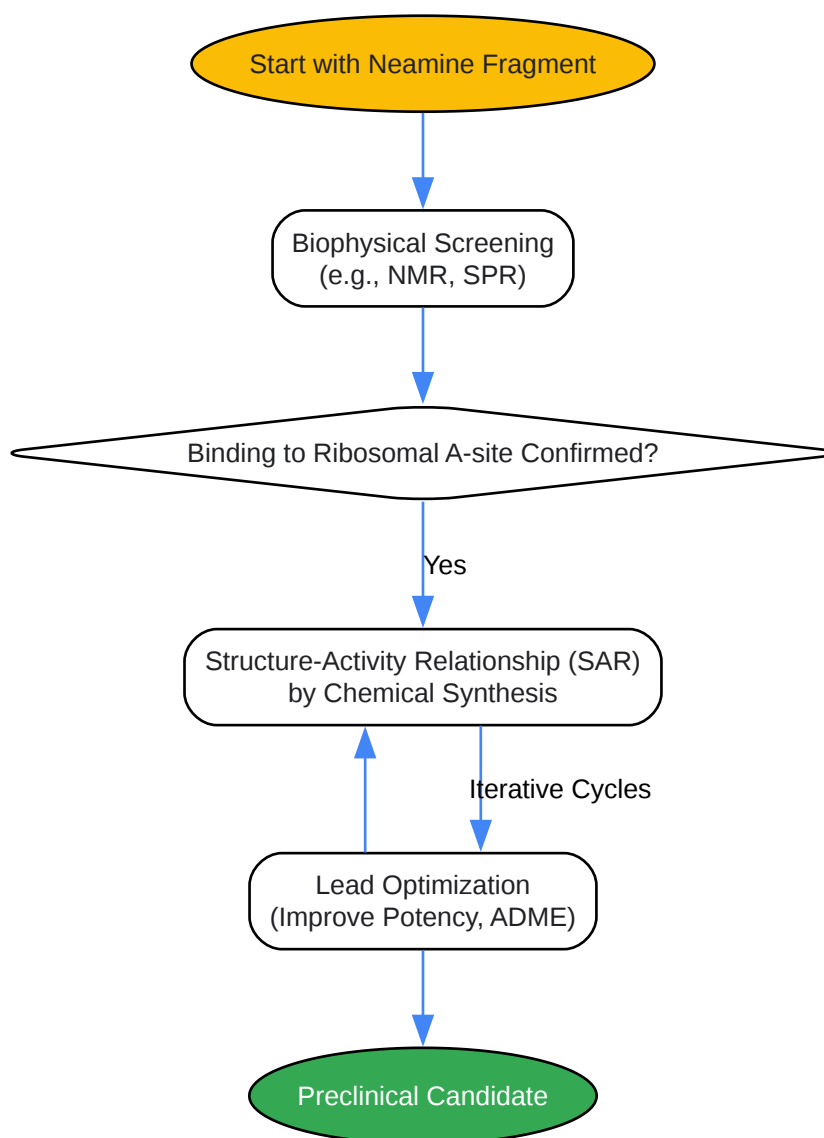 Start with Neamine Fragment
Biophysical Screening
(e.g., NMR, SPR)
Binding to Ribosomal A-site Confirmed?
Yes
Structure-Activity Relationship (SAR)
by Chemical Synthesis
Iterative Cycles
Lead Optimization
(Improve Potency, ADME)
Preclinical Candidate